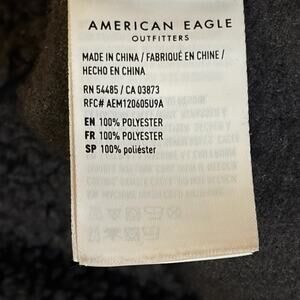 AMERICAN EAGLE
OUTFITTERS
MADE IN CHINA / FABRIQUÉ EN CHINE /
HECHO EN CHINA
RN 54485 / CA 03873
RFC# AEM120605U9A
EN 100% POLYESTER
FR 100% POLYESTER
SP 100% poliéster